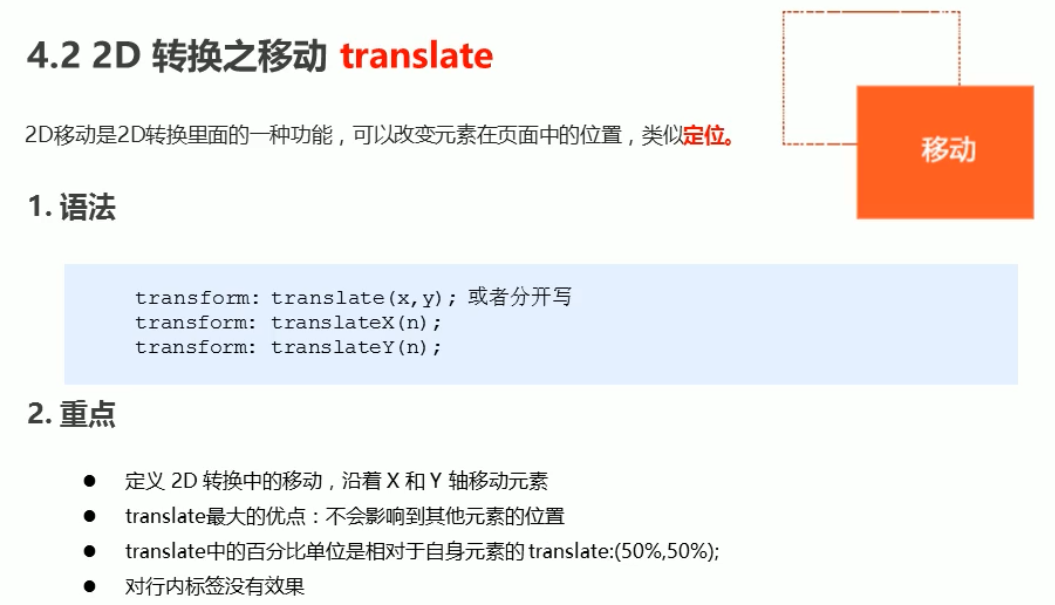 4.2 2D 转换之移动 translate
移动
2D移动是2D转换里面的一种功能，可以改变元素在页面中的位置，类似定位。
1. 语法
transform: translate(x,y); 或者分开写
transform: translateX(n);
transform: translateY(n);
2. 重点
● 定义 2D 转换中的移动，沿着 X 和 Y 轴移动元素
● translate最大的优点：不会影响到其他元素的位置
● translate中的百分比单位是相对于自身元素的 translate:(50%,50%);
● 对行内标签没有效果